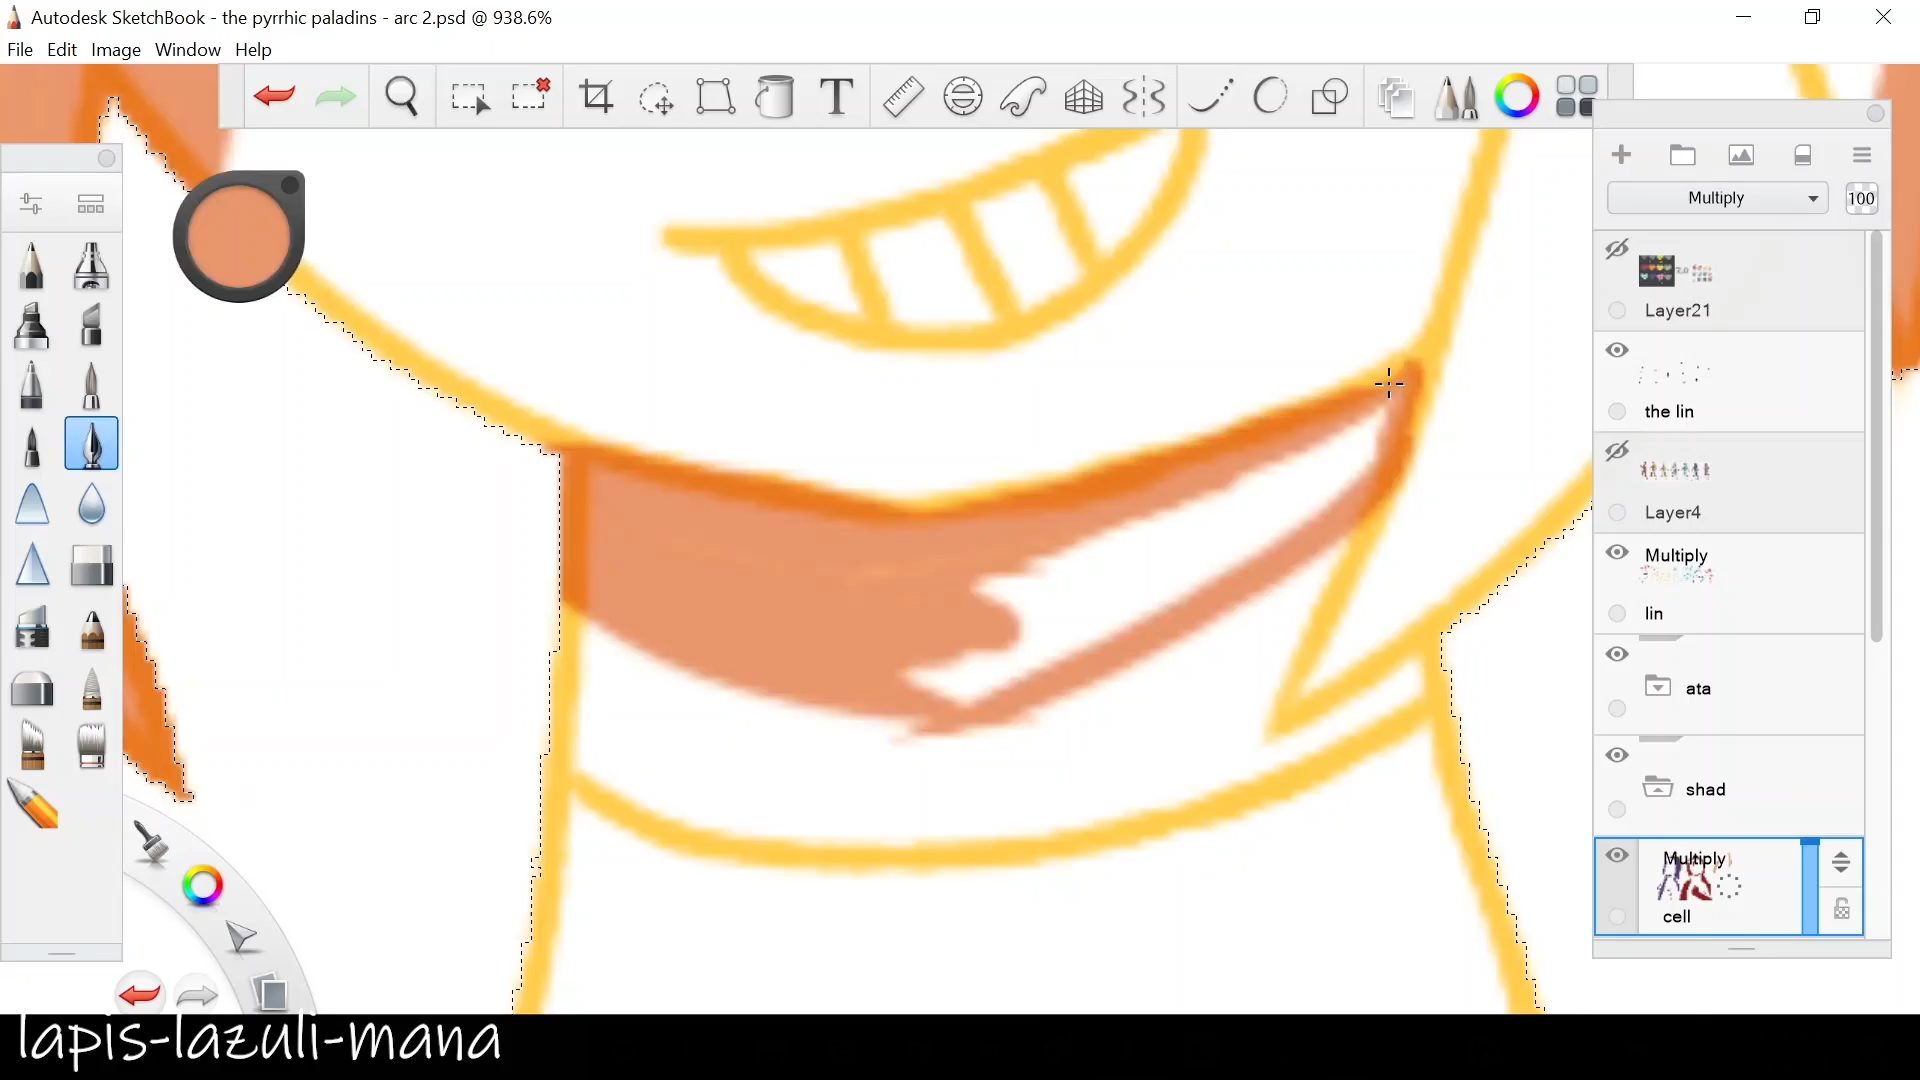 Autodesk SketchBook - the pyrrhic paladins - arc 2.psd @ 938.6%
File Edit Image Window Help
T
Multiply 100
Layer21
the lin
Layer4
Multiply
lin
ata
shad
Multiply
cell
lapis-lazuli-mana